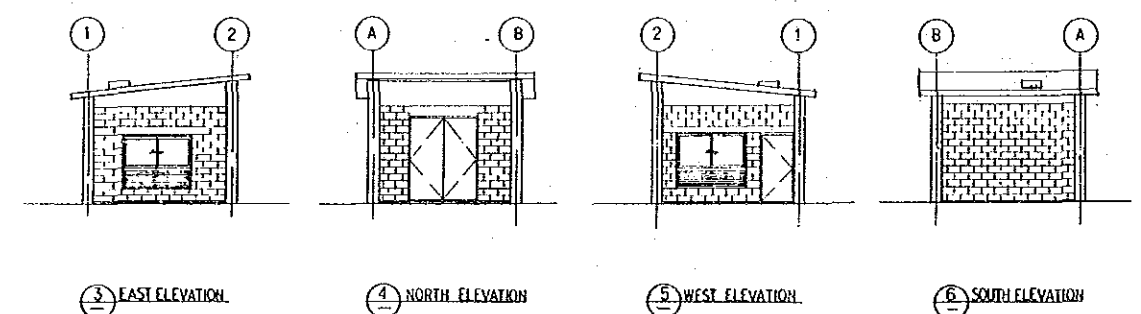 1 2 A B 2 1 B A
3 EAST ELEVATION 4 NORTH ELEVATION 5 WEST ELEVATION 6 SOUTH ELEVATION